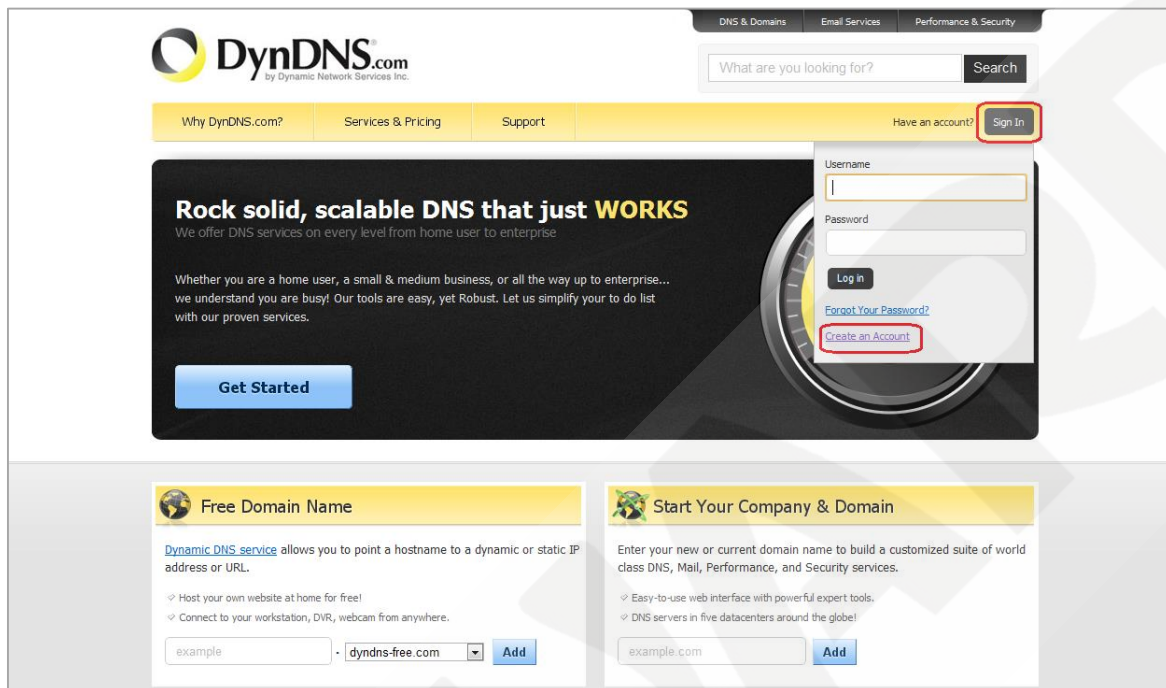 DNS & Domains Email Services Performance & Security
DynDNS.com
by Dynamic Network Services Inc.
What are you looking for? Search
Why DynDNS.com? Services & Pricing Support Have an account? Sign In
Username
Password
Log in
Forgot Your Password?
Create an Account
Rock solid, scalable DNS that just WORKS
We offer DNS services on every level from home user to enterprise
Whether you are a home user, a small & medium business, or all the way up to enterprise...
we understand you are busy! Our tools are easy, yet Robust. Let us simplify your to do list
with our proven services.
Get Started
Free Domain Name
Dynamic DNS service allows you to point a hostname to a dynamic or static IP
address or URL.
Host your own website at home for free!
Connect to your workstation, DVR, webcam from anywhere.
example . dyndns-free.com Add
Start Your Company & Domain
Enter your new or current domain name to build a customized suite of world
class DNS, Mail, Performance, and Security services.
Easy-to-use web interface with powerful expert tools.
DNS servers in five datacenters around the globe!
example.com Add